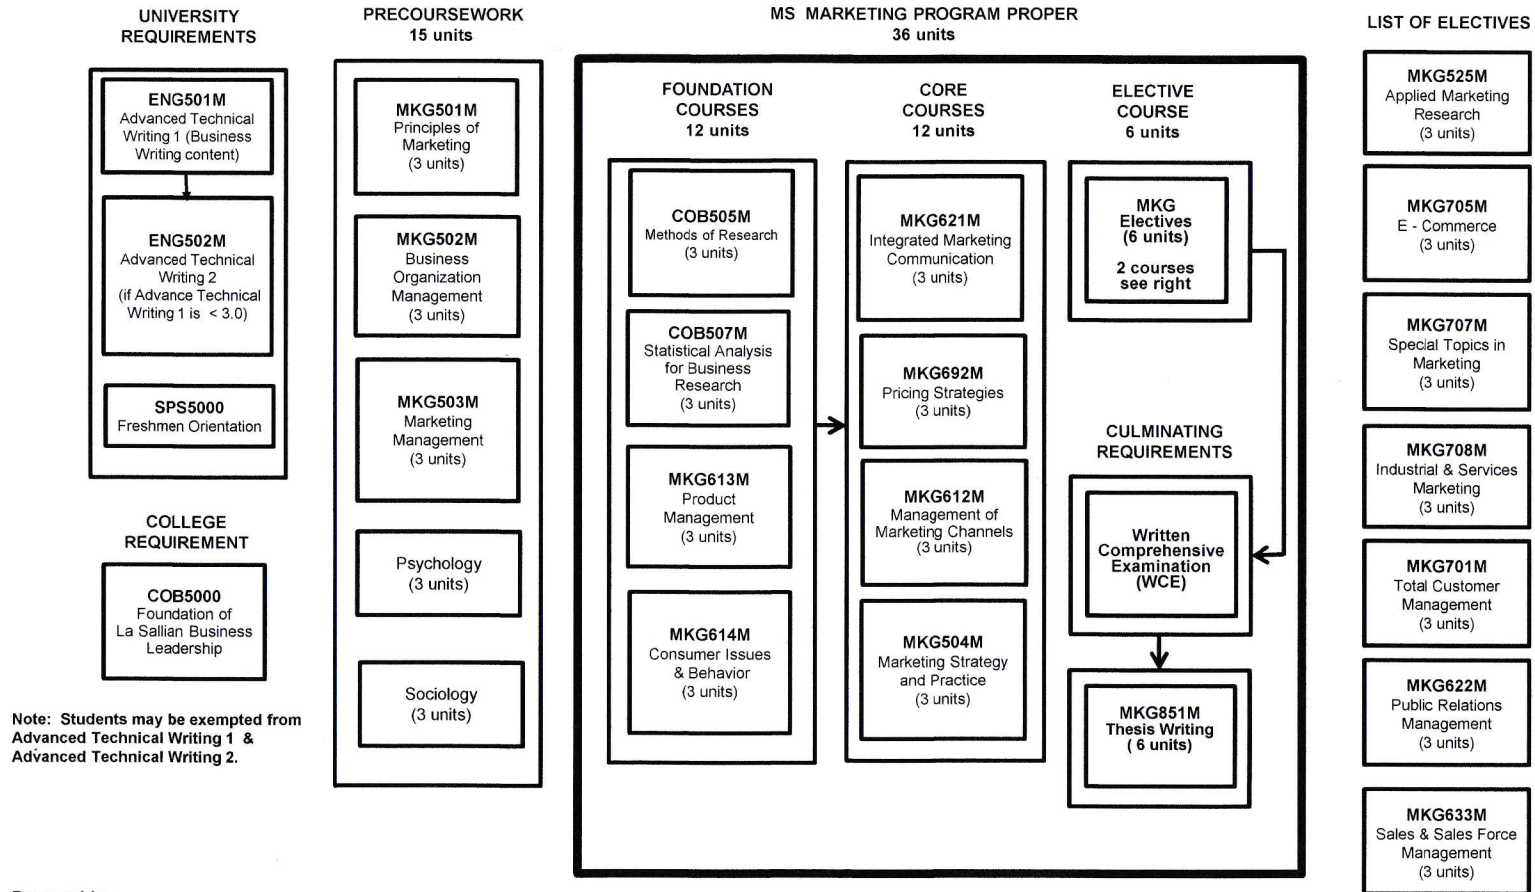 UNIVERSITY
REQUIREMENTS
ENG501M
Advanced Technical
Writing 1 (Business
Writing content)
ENG502M
Advanced Technical
Writing 2
(if Advance Technical
Writing 1 is < 3.0)
SPS5000
Freshmen Orientation
COLLEGE
REQUIREMENT
COB5000
Foundation of
La Sallian Business
Leadership
Note: Students may be exempted from
Advanced Technical Writing 1 &
Advanced Technical Writing 2.
PRECOURSEWORK
15 units
MKG501M
Principles of
Marketing
(3 units)
MKG502M
Business
Organization
Management
(3 units)
MKG503M
Marketing
Management
(3 units)
Psychology
(3 units)
Sociology
(3 units)
MS MARKETING PROGRAM PROPER
36 units
FOUNDATION
COURSES
12 units
COB505M
Methods of Research
(3 units)
COB507M
Statistical Analysis
for Business
Research
(3 units)
MKG613M
Product
Management
(3 units)
MKG614M
Consumer Issues
& Behavior
(3 units)
CORE
COURSES
12 units
MKG621M
Integrated Marketing
Communication
(3 units)
MKG692M
Pricing Strategies
(3 units)
MKG612M
Management of
Marketing Channels
(3 units)
MKG504M
Marketing Strategy
and Practice
(3 units)
ELECTIVE
COURSE
6 units
MKG
Electives
(6 units)
2 courses
see right
CULMINATING
REQUIREMENTS
Written
Comprehensive
Examination
(WCE)
MKG851M
Thesis Writing
( 6 units)
LIST OF ELECTIVES
MKG525M
Applied Marketing
Research
(3 units)
MKG705M
E - Commerce
(3 units)
MKG707M
Special Topics in
Marketing
(3 units)
MKG708M
Industrial & Services
Marketing
(3 units)
MKG701M
Total Customer
Management
(3 units)
MKG622M
Public Relations
Management
(3 units)
MKG633M
Sales & Sales Force
Management
(3 units)